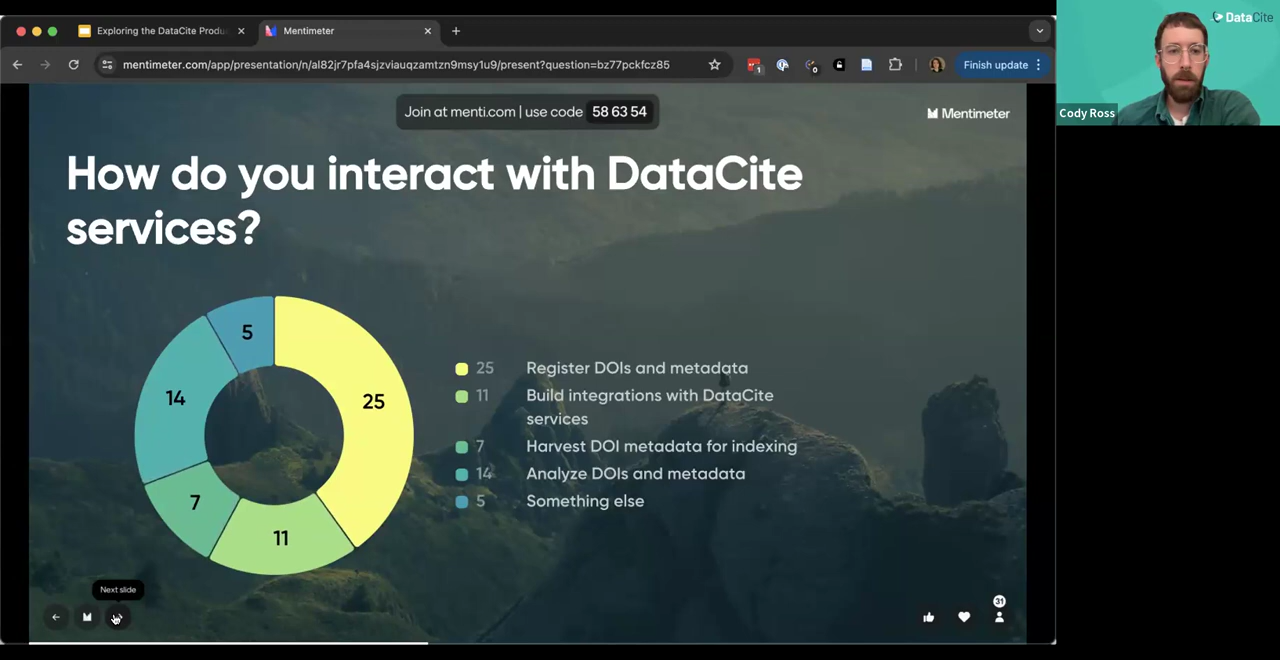 Exploring the DataCite Produ
Mentimeter
mentimeter.com/app/presentation/n/al82jr7pfa4sjzviauqzamtzn9msy1u9/present?question=bz77pckfcz85
1
0
Finish update
DataCite
Cody Ross
Join at menti.com | use code 58 63 54
Mentimeter
How do you interact with DataCite
services?
5
14
25
7
11
25 Register DOIs and metadata
11 Build integrations with DataCite
services
7 Harvest DOI metadata for indexing
14 Analyze DOIs and metadata
5 Something else
Next slide
31